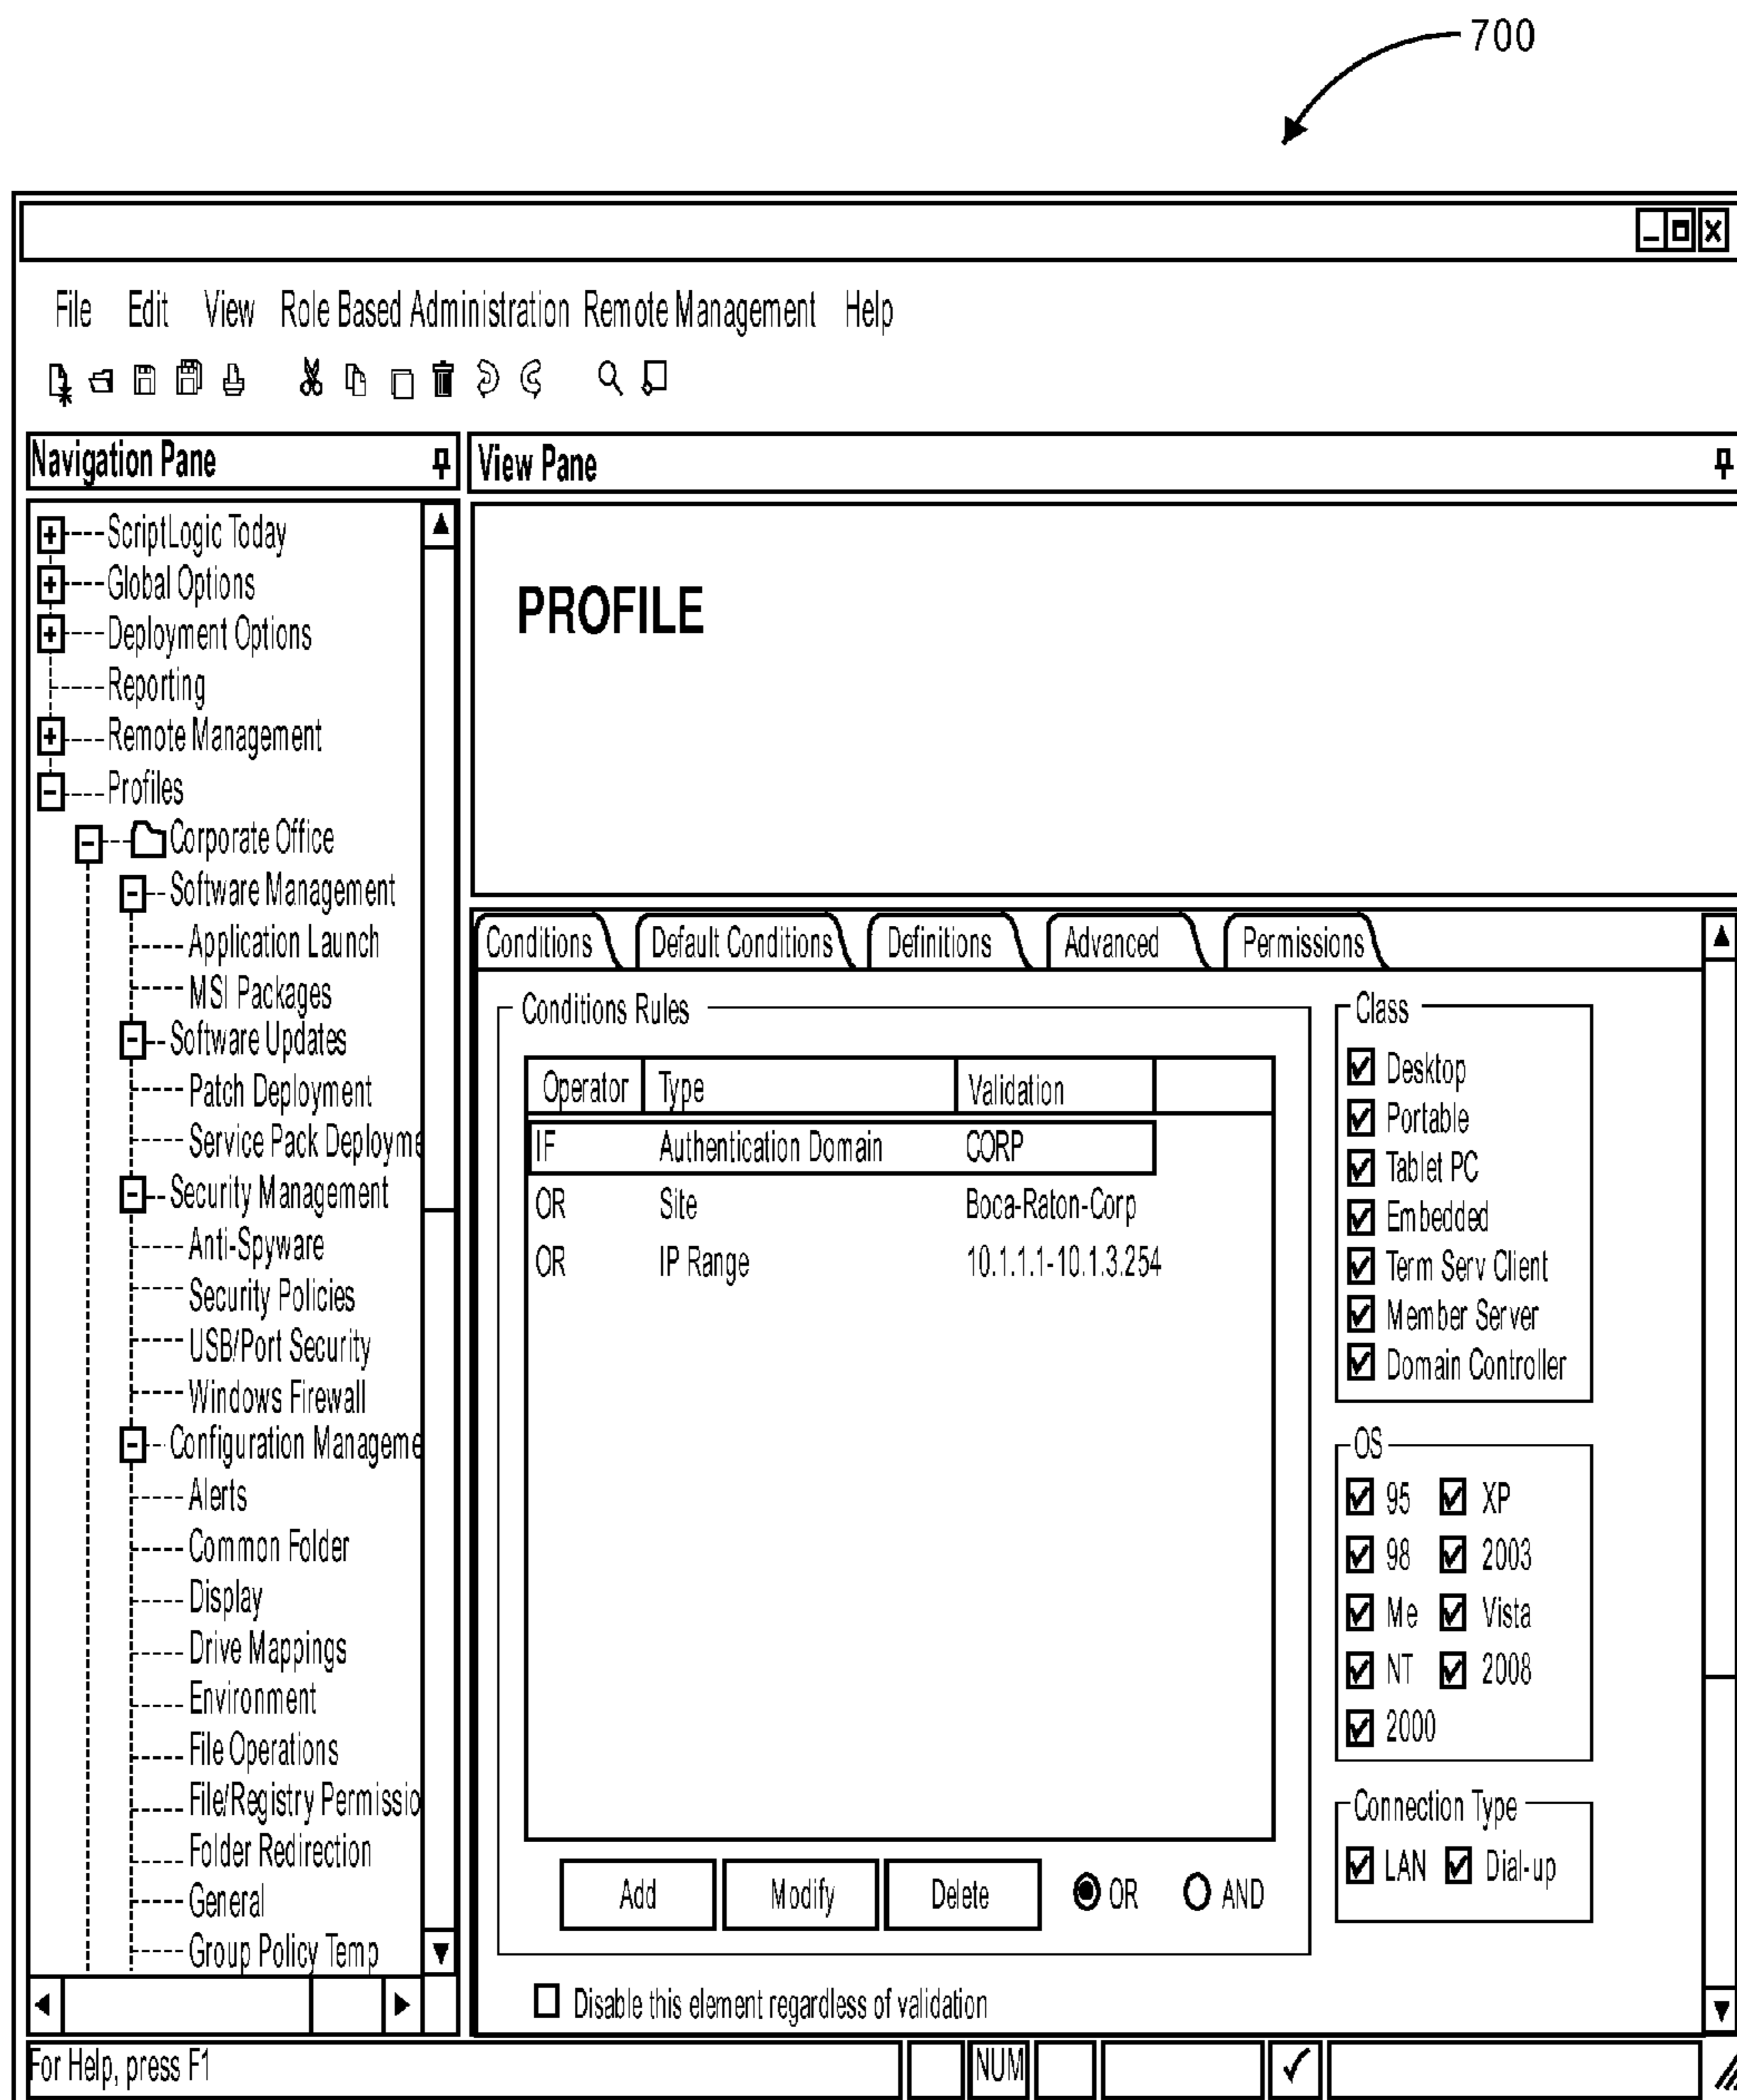 700
File Edit View Role Based Administration Remote Management Help
Navigation Pane
ScriptLogic Today
Global Options
Deployment Options
Reporting
Remote Management
Profiles
Corporate Office
Software Management
Application Launch
MSI Packages
Software Updates
Patch Deployment
Service Pack Deployme
Security Management
Anti-Spyware
Security Policies
USB/Port Security
Windows Firewall
Configuration Manageme
Alerts
Common Folder
Display
Drive Mappings
Environment
File Operations
File/Registry Permissio
Folder Redirection
General
Group Policy Temp
View Pane
PROFILE
Conditions Default Conditions Definitions Advanced Permissions
Conditions Rules
Operator Type Validation
IF Authentication Domain CORP
OR Site Boca-Raton-Corp
OR IP Range 10.1.1.1-10.1.3.254
Add Modify Delete OR AND
Disable this element regardless of validation
Class
Desktop
Portable
Tablet PC
Embedded
Term Serv Client
Member Server
Domain Controller
OS
95 XP
98 2003
Me Vista
NT 2008
2000
Connection Type
LAN Dial-up
For Help, press F1 NUM